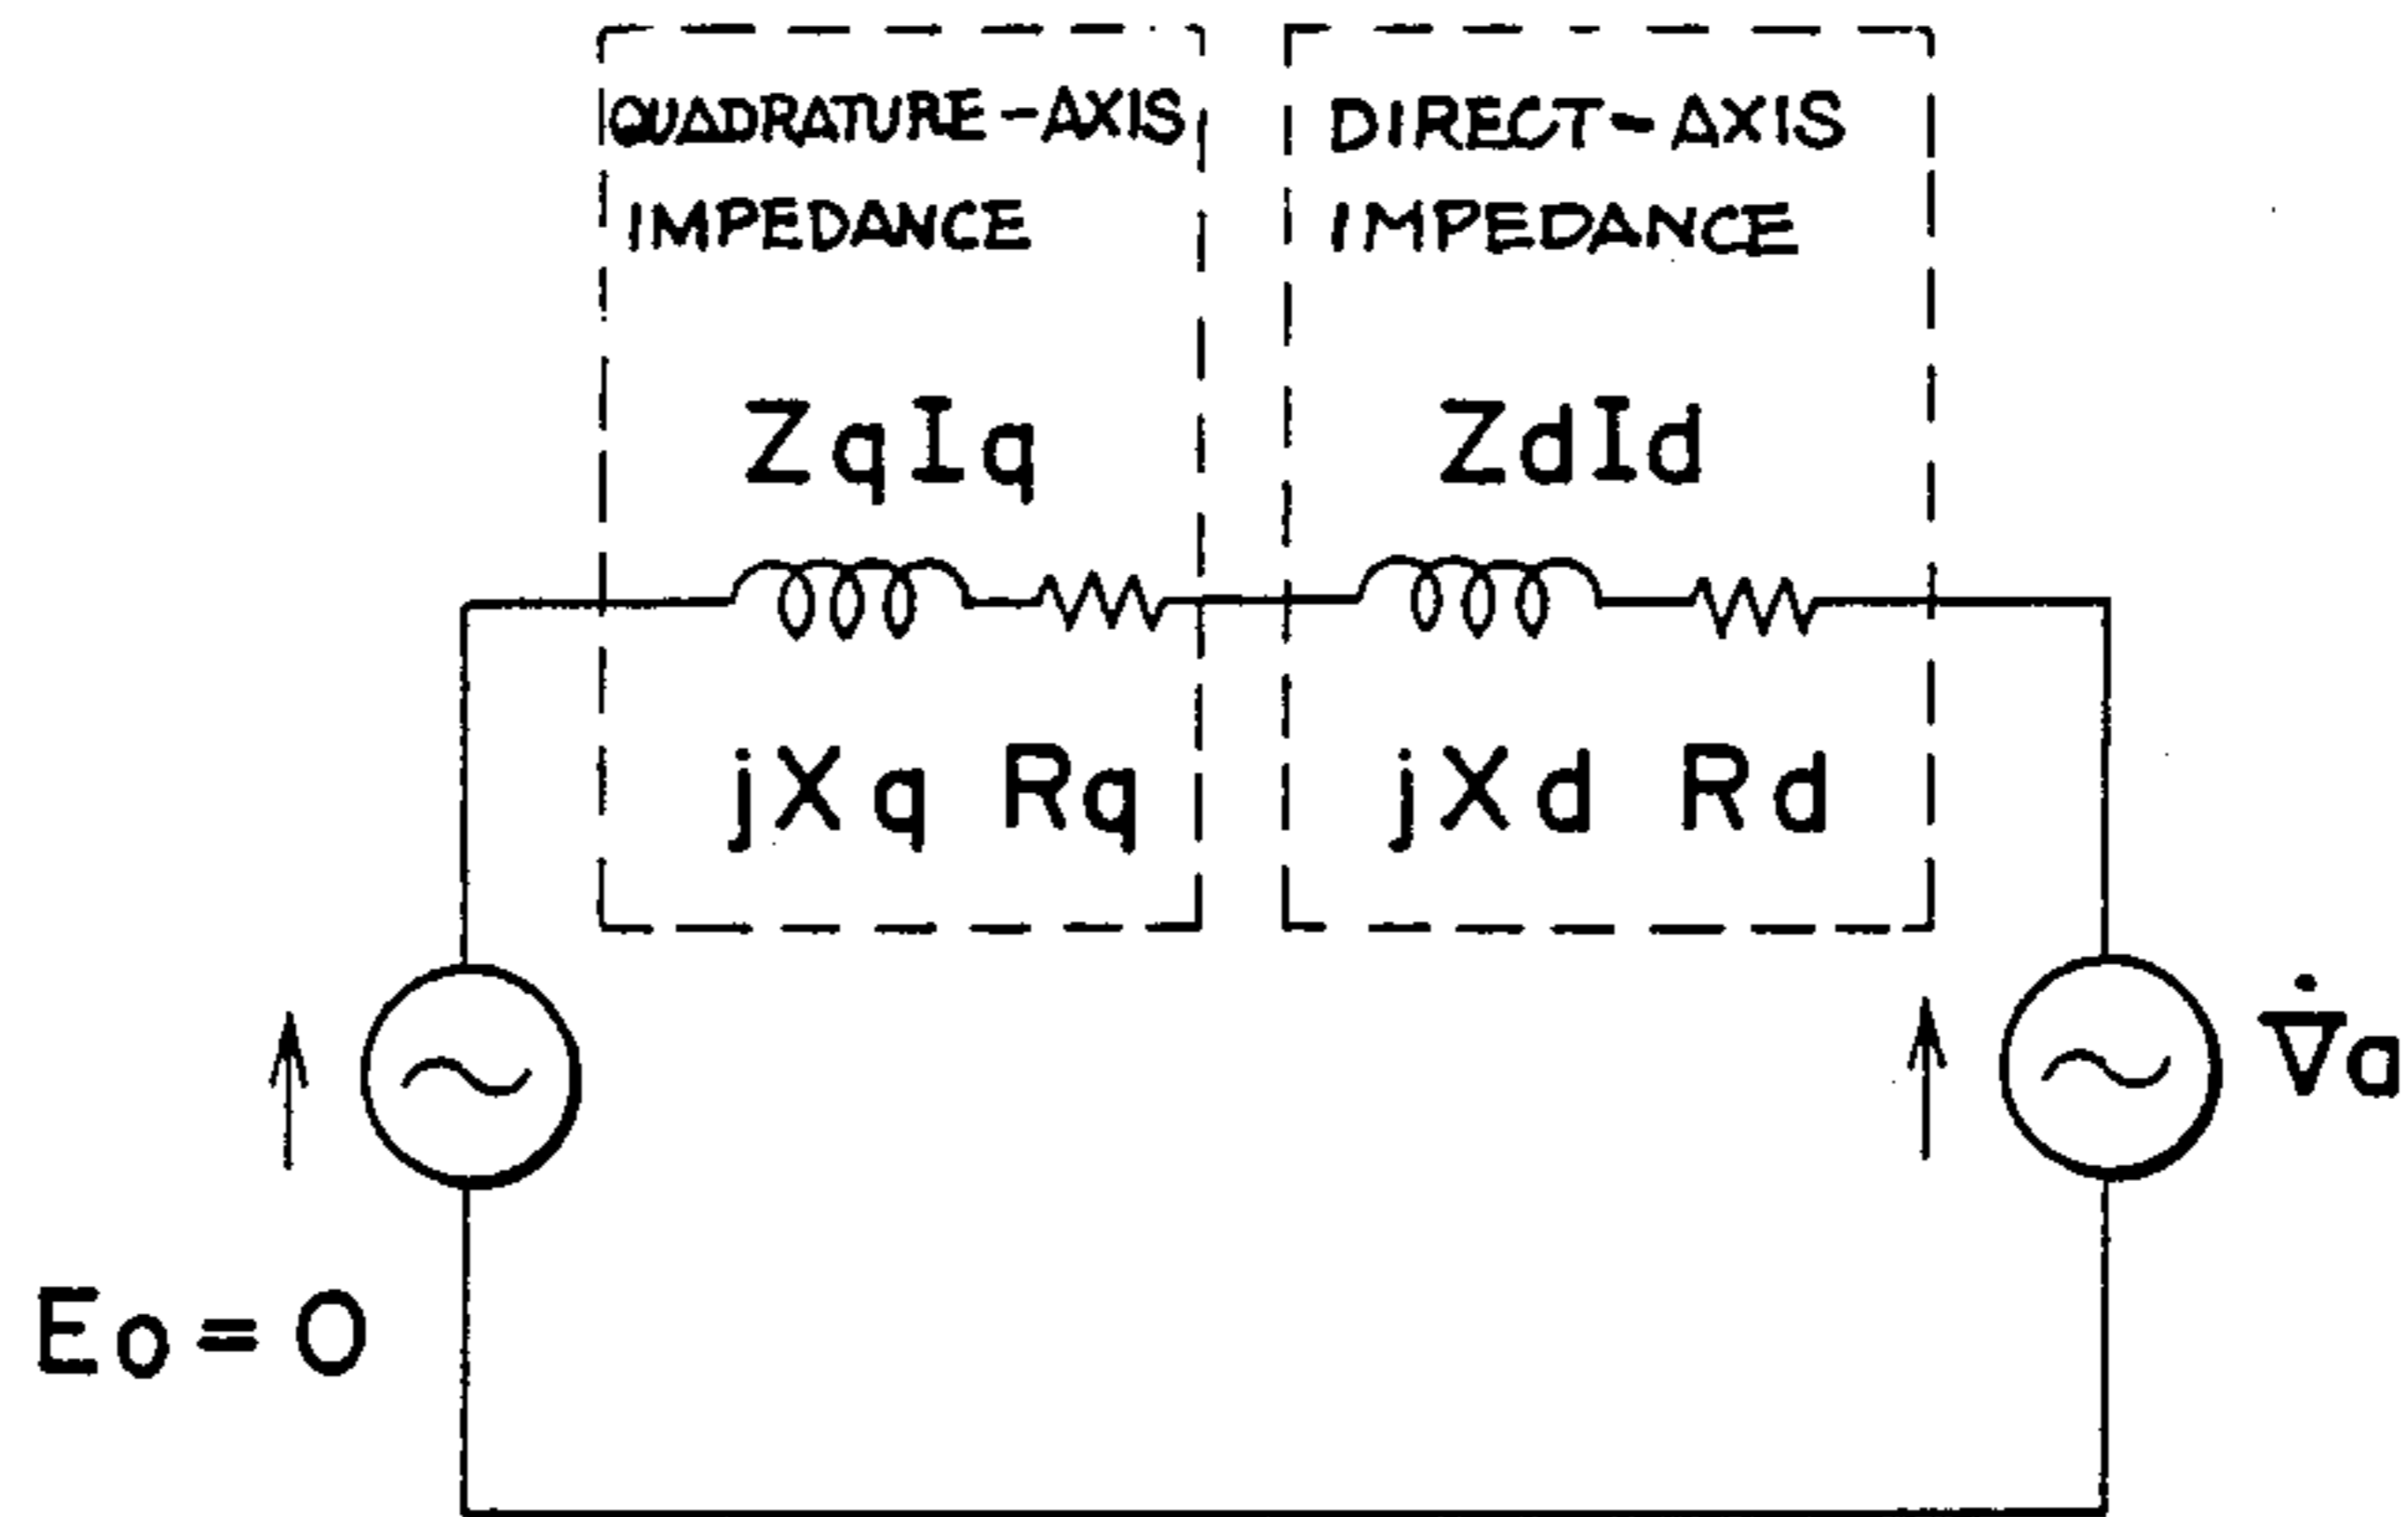 QUADRATURE-AXIS
IMPEDANCE
DIRECT-AXIS
IMPEDANCE
ZqIq
ZdId
jXq Rq
jXd Rd
V̇a
Eo=0